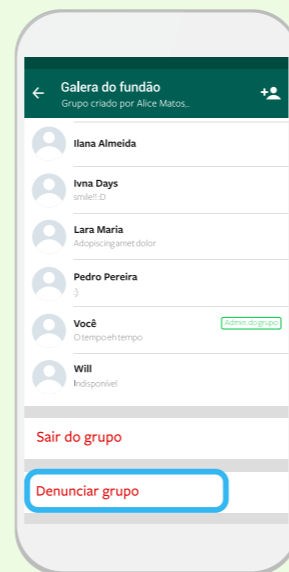 Galera do fundão
Grupo criado por Alice Matos,..
Ilana Almeida
Ivna Days
smile!! :D
Lara Maria
Adopiscing amet dolor
Pedro Pereira
:)
Você
Admin. do grupo
O tempo eh tempo
Will
Indisponível
Sair do grupo
Denunciar grupo